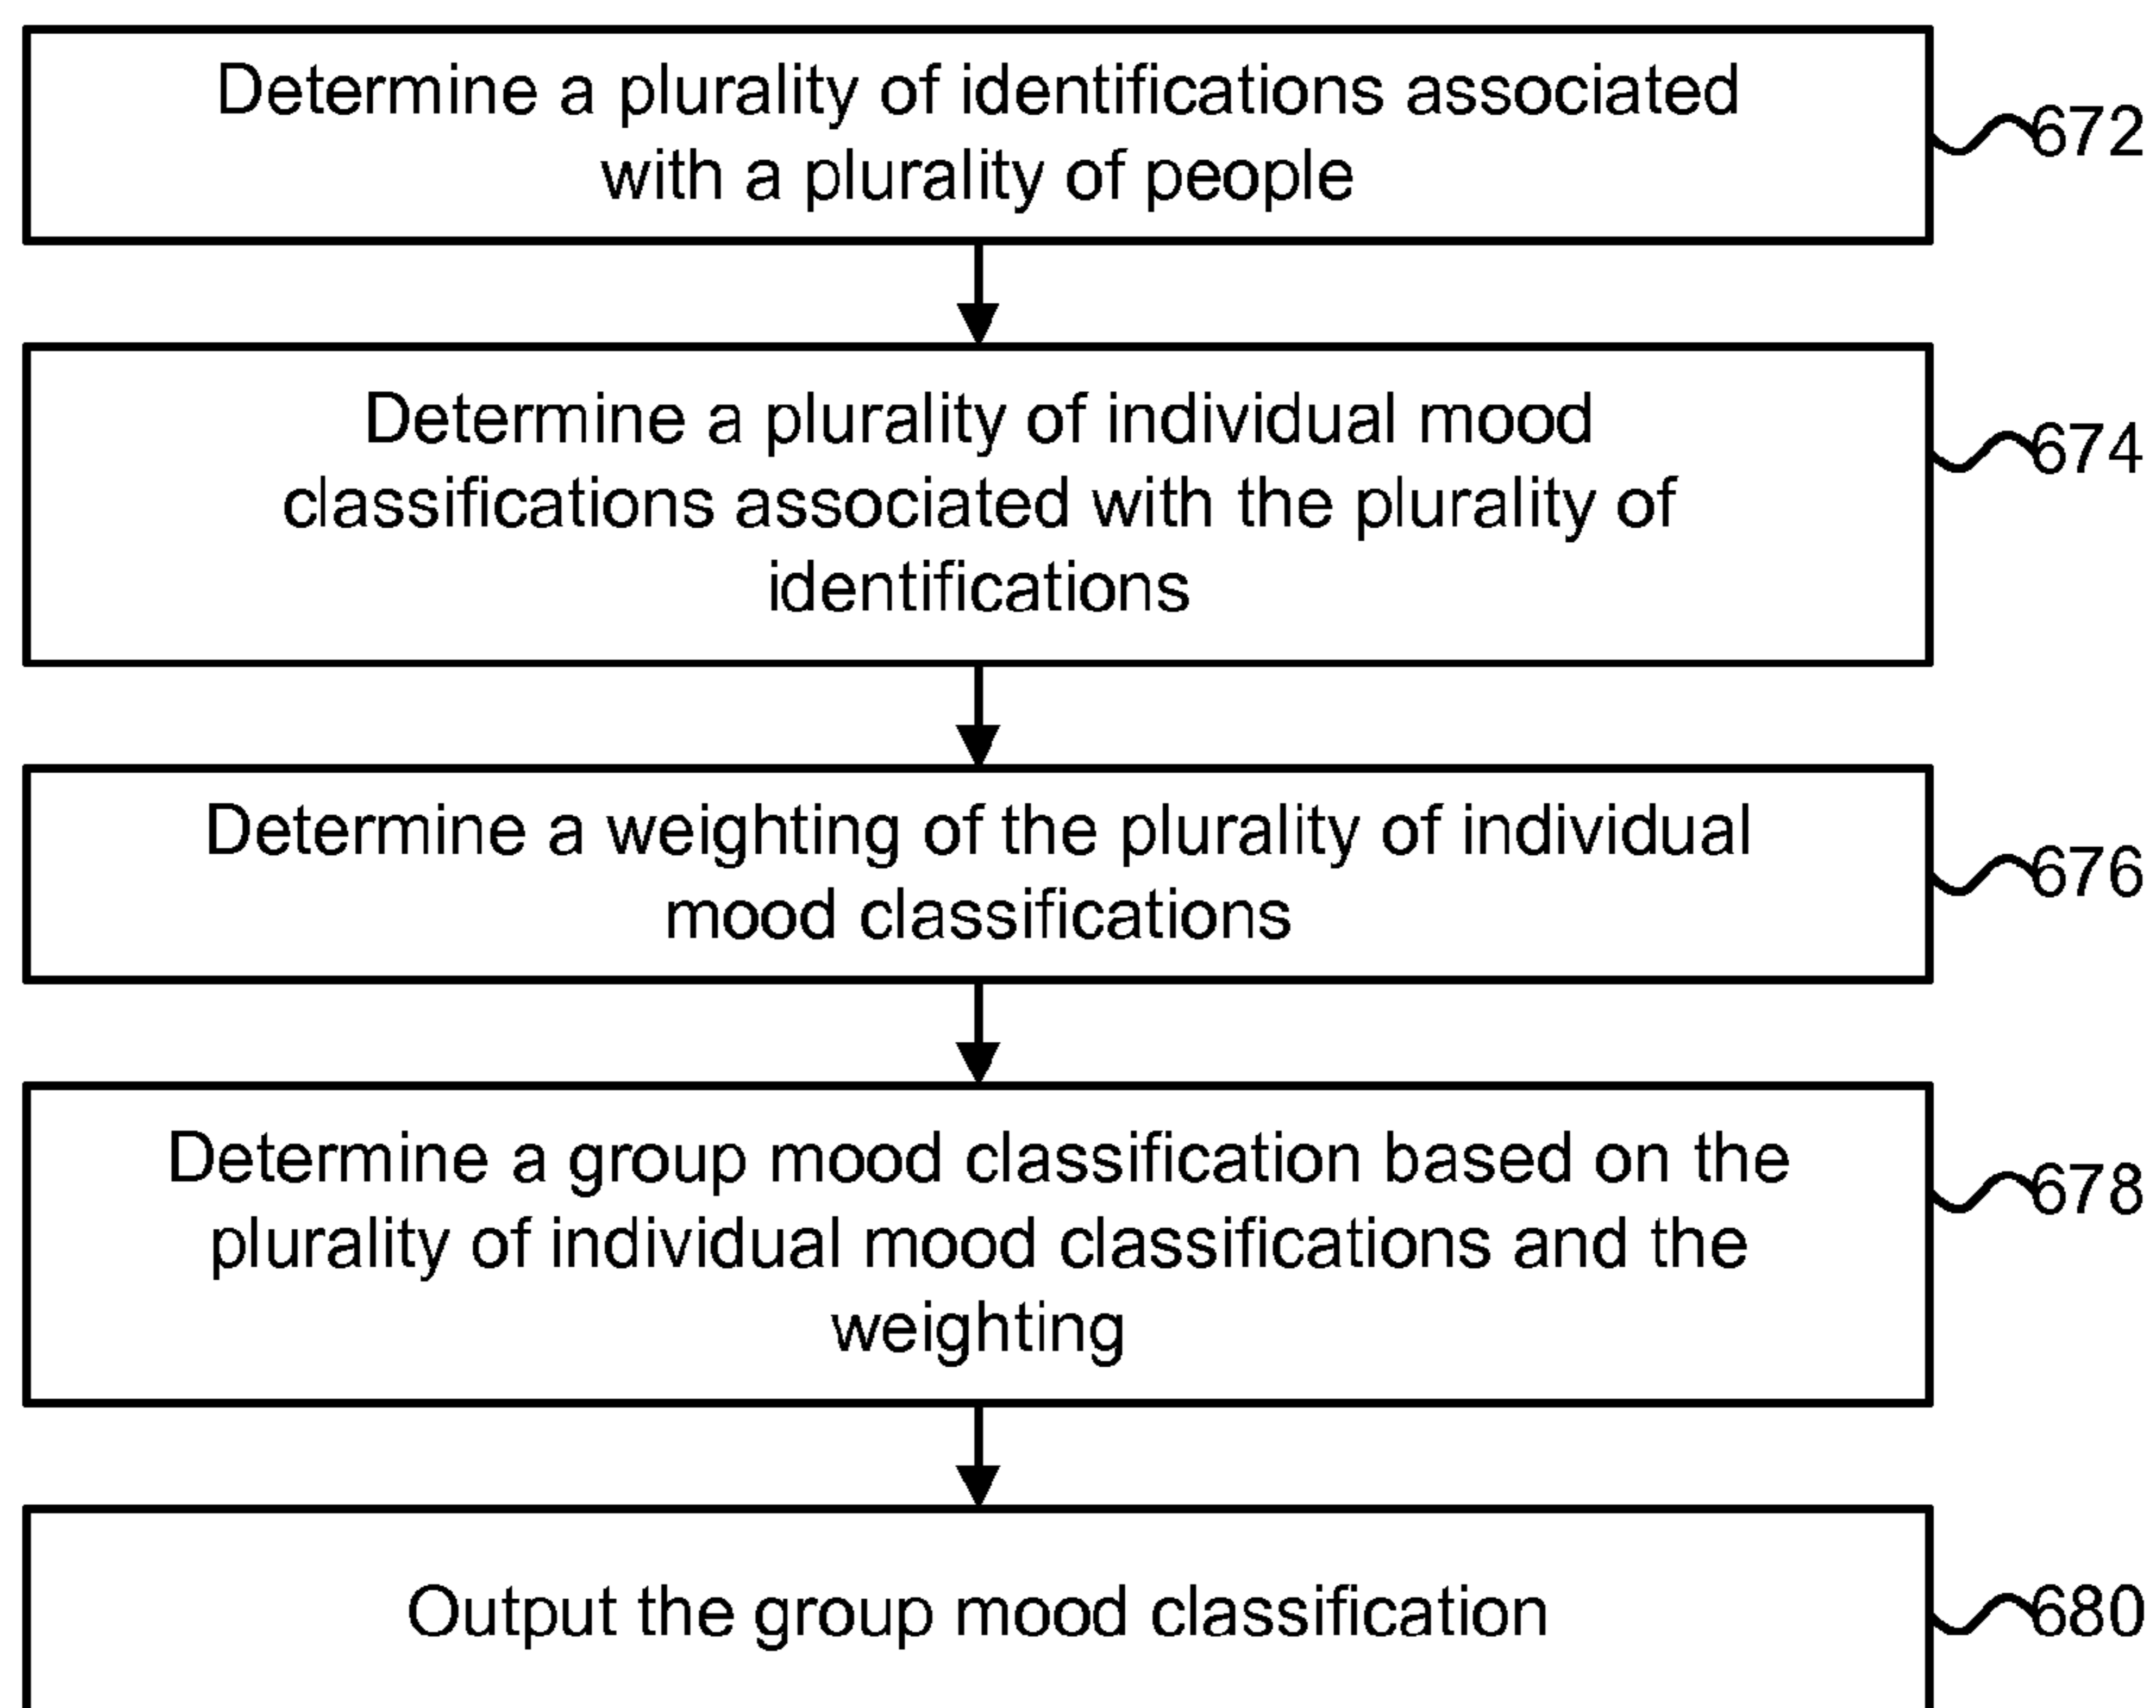 Determine a plurality of identifications associated
with a plurality of people
672
Determine a plurality of individual mood
classifications associated with the plurality of
identifications
674
Determine a weighting of the plurality of individual
mood classifications
676
Determine a group mood classification based on the
plurality of individual mood classifications and the
weighting
678
Output the group mood classification
680